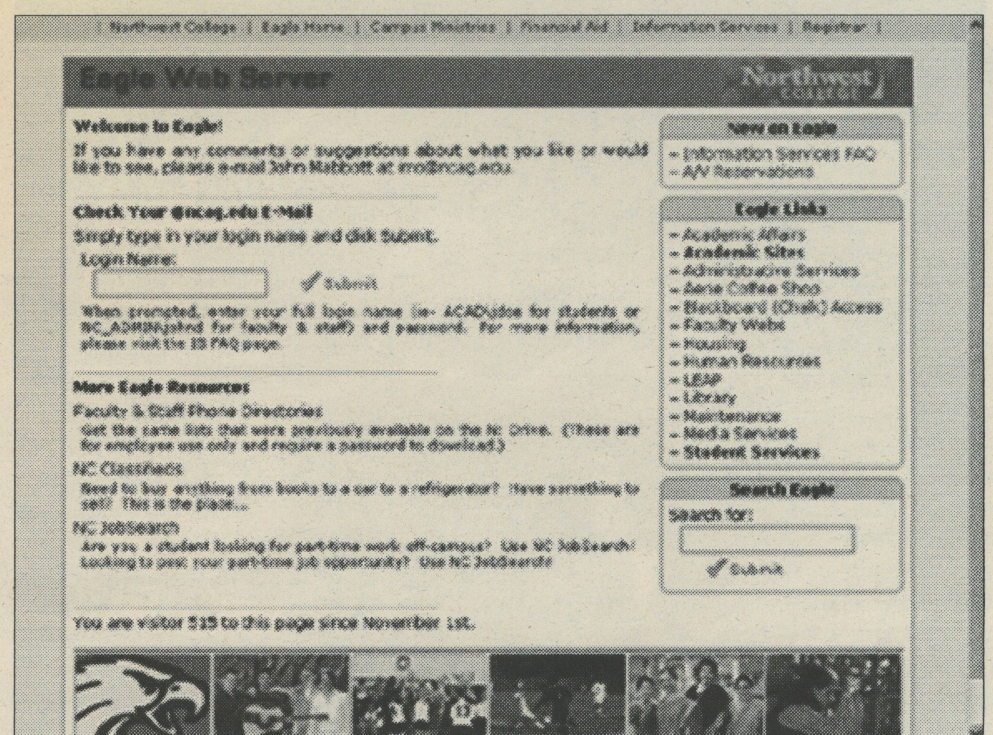 | Northwest College | Eagle Home | Campus Ministries | Financial Aid | Information Services | Registrar |
Eagle Web Server
Northwest
COLLEGE
Welcome to Eagle!
If you have any comments or suggestions about what you like or would
like to see, please e-mail John Mabbott at
Check Your @ncag.edu E-Mail
Simply type in your login name and click Submit.
Login Name:
Submit
When prompted, enter your full login name (ie- ACAD\jdoe for students or
for faculty & staff) and password. For more information,
please visit the IS FAQ page.
More Eagle Resources
Faculty & Staff Phone Directories
Get the same lists that were previously available on the N: Drive. (These are
for employee use only and require a password to download.)
NC Classifieds
Need to buy anything from books to a car to a refrigerator? Have something to
sell? This is the place...
NC JobSearch
Are you a student looking for part-time work off-campus? Use NC JobSearch!
Looking to post your part-time job opportunity? Use NC JobSearch!
You are visitor 515 to this page since November 1st.
New on Eagle
- Information Services FAQ
- A/V Reservations
Eagle Links
- Academic Affairs
- Academic Sites
- Administrative Services
- Aerie Coffee Shop
- Blackboard (Chalk) Access
- Faculty Webs
- Housing
- Human Resources
- LEAP
- Library
- Maintenance
- Media Services
- Student Services
Search Eagle
Search for:
Submit